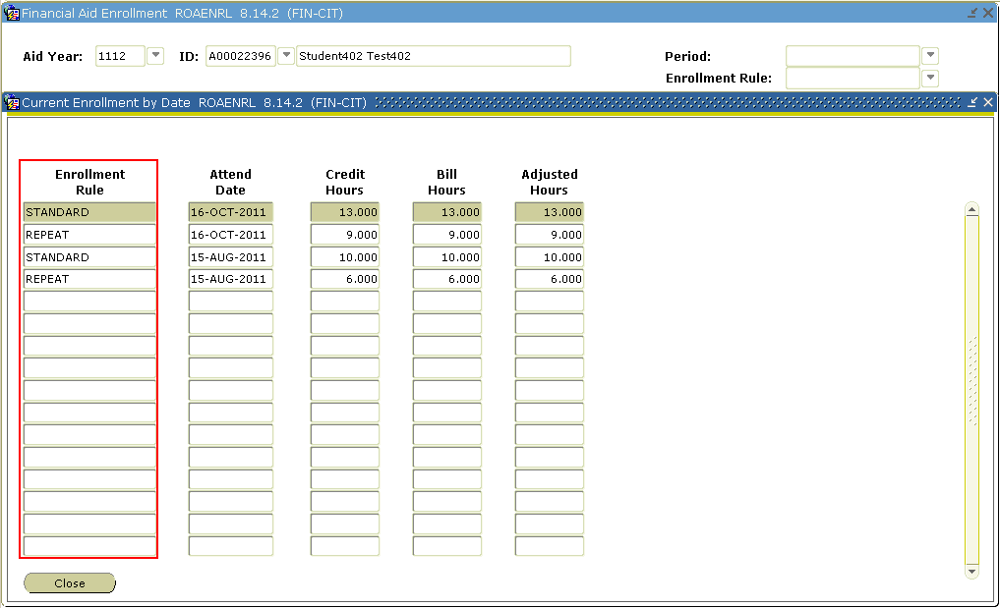 Financial Aid Enrollment ROAENRL 8.14.2 (FIN-CIT)
Aid Year: 1112 ID: A00022396 Student402 Test402 Period:
Enrollment Rule:
Current Enrollment by Date ROAENRL 8.14.2 (FIN-CIT)
Enrollment Rule Attend Date Credit Hours Bill Hours Adjusted Hours
STANDARD 16-OCT-2011 13.000 13.000 13.000
REPEAT 16-OCT-2011 9.000 9.000 9.000
STANDARD 15-AUG-2011 10.000 10.000 10.000
REPEAT 15-AUG-2011 6.000 6.000 6.000
Close